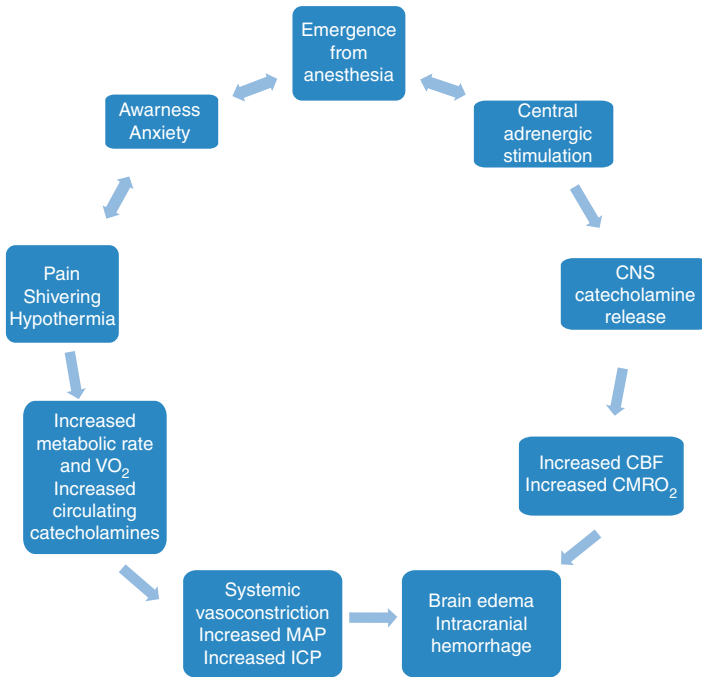 Emergence
from
anesthesia
Awarness
Anxiety
Central
adrenergic
stimulation
Pain
Shivering
Hypothermia
CNS
catecholamine
release
Increased
metabolic rate
and VO₂
Increased
circulating
catecholamines
Increased CBF
Increased CMRO₂
Systemic
vasoconstriction
Increased MAP
Increased ICP
Brain edema
Intracranial
hemorrhage